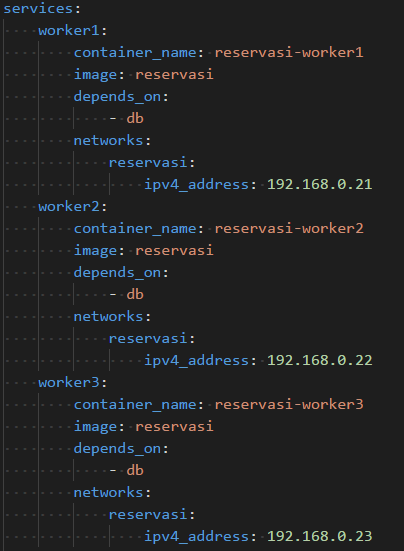 services:
    worker1:
        container_name: reservasi-worker1
        image: reservasi
        depends_on:
            - db
        networks:
            reservasi:
                ipv4_address: 192.168.0.21
    worker2:
        container_name: reservasi-worker2
        image: reservasi
        depends_on:
            - db
        networks:
            reservasi:
                ipv4_address: 192.168.0.22
    worker3:
        container_name: reservasi-worker3
        image: reservasi
        depends_on:
            - db
        networks:
            reservasi:
                ipv4_address: 192.168.0.23